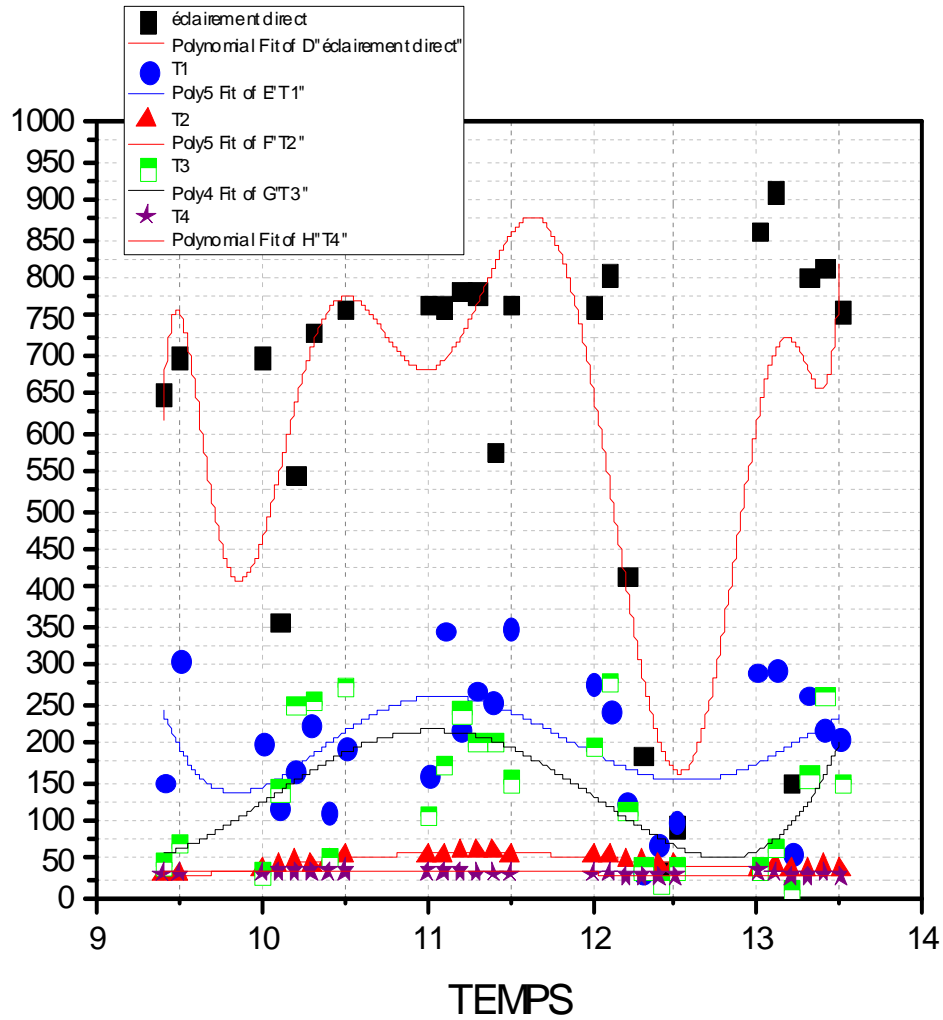 éclairement direct
Polynomial Fit of D"éclairement direct"
T1
Poly5 Fit of E"T1"
T2
Poly5 Fit of F"T2"
T3
Poly4 Fit of G"T3"
T4
Polynomial Fit of H"T4"
1000
950
900
850
800
750
700
650
600
550
500
450
400
350
300
250
200
150
100
50
0
9 10 11 12 13 14
TEMPS